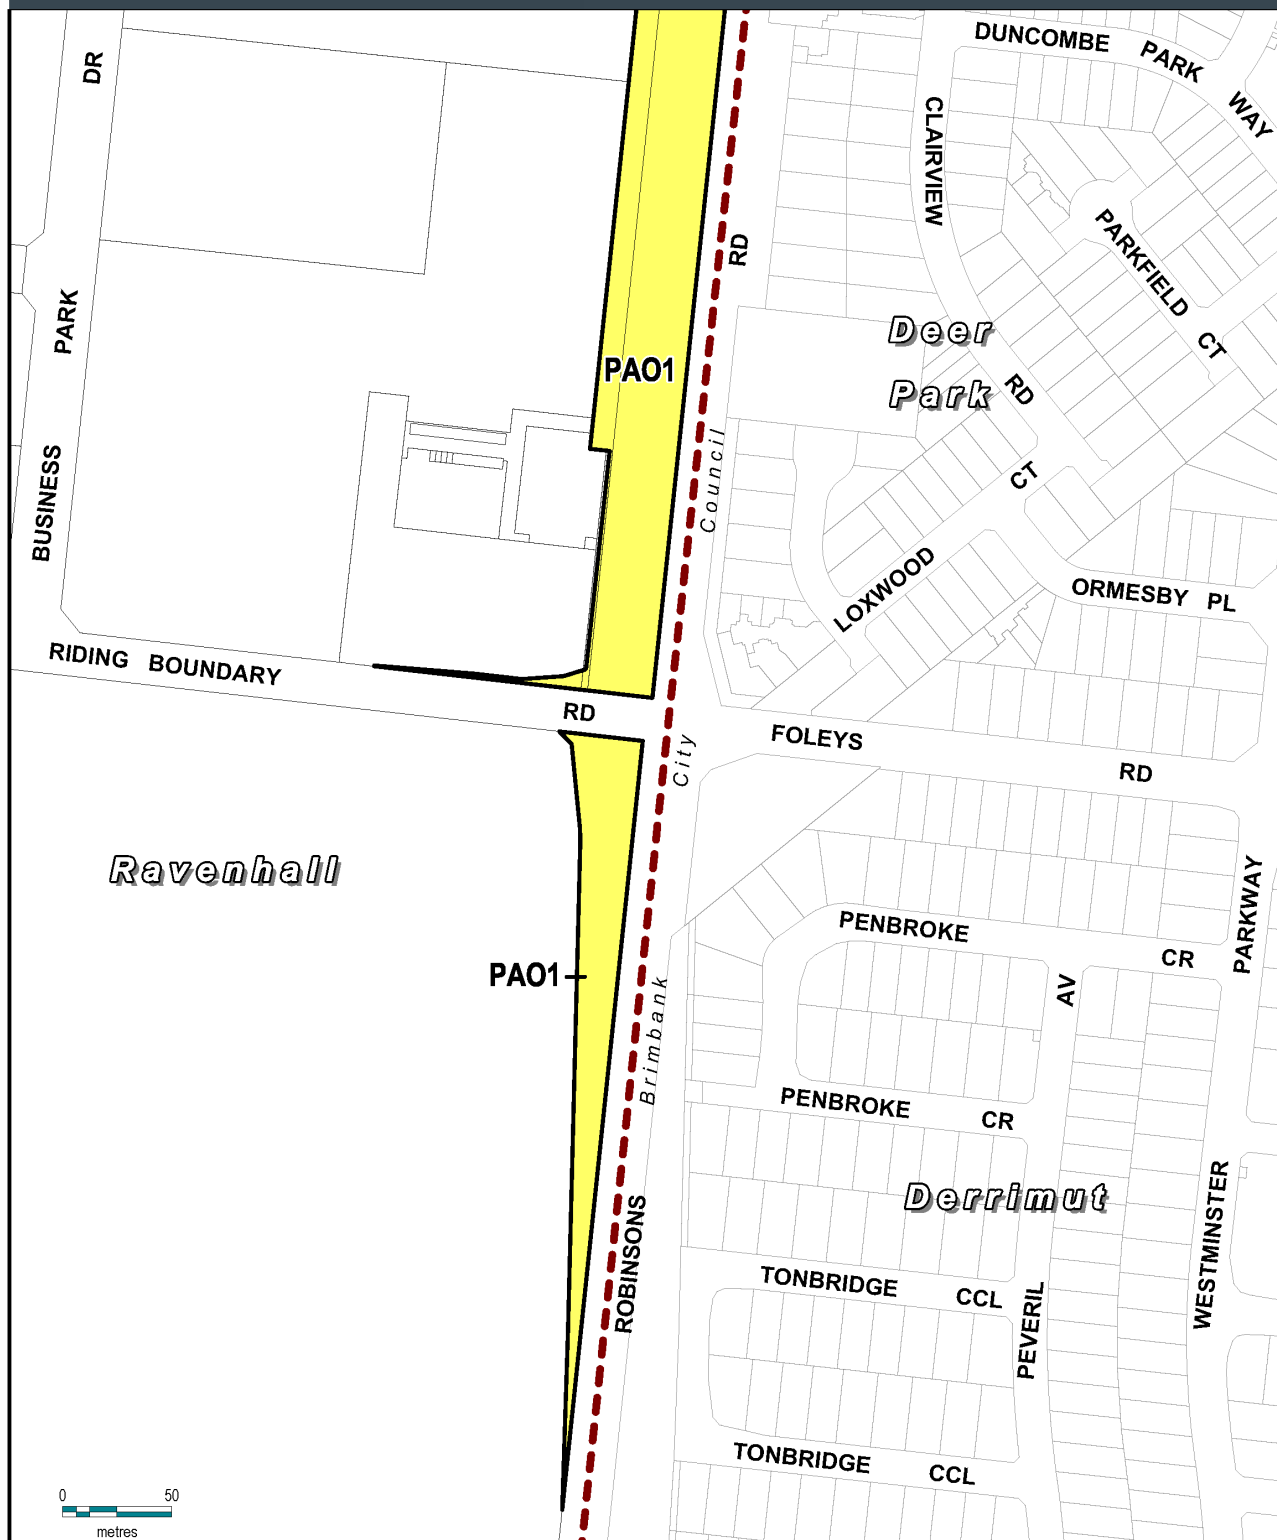 DUNCOMBE PARK WAY
DR
CLAIRVIEW
RD
PARKFIELD CT
PARK
Deer
Park
RD
PAO1
BUSINESS
Council
CT
LOXWOOD
ORMESBY PL
RIDING BOUNDARY
RD
FOLEYS
RD
City
Ravenhall
PARKWAY
PENBROKE
CR
PAO1
AV
Brimbank
PENBROKE
CR
Derrimut
WESTMINSTER
ROBINSONS
TONBRIDGE
CCL
PEVERIL
TONBRIDGE
CCL
0 50
metres